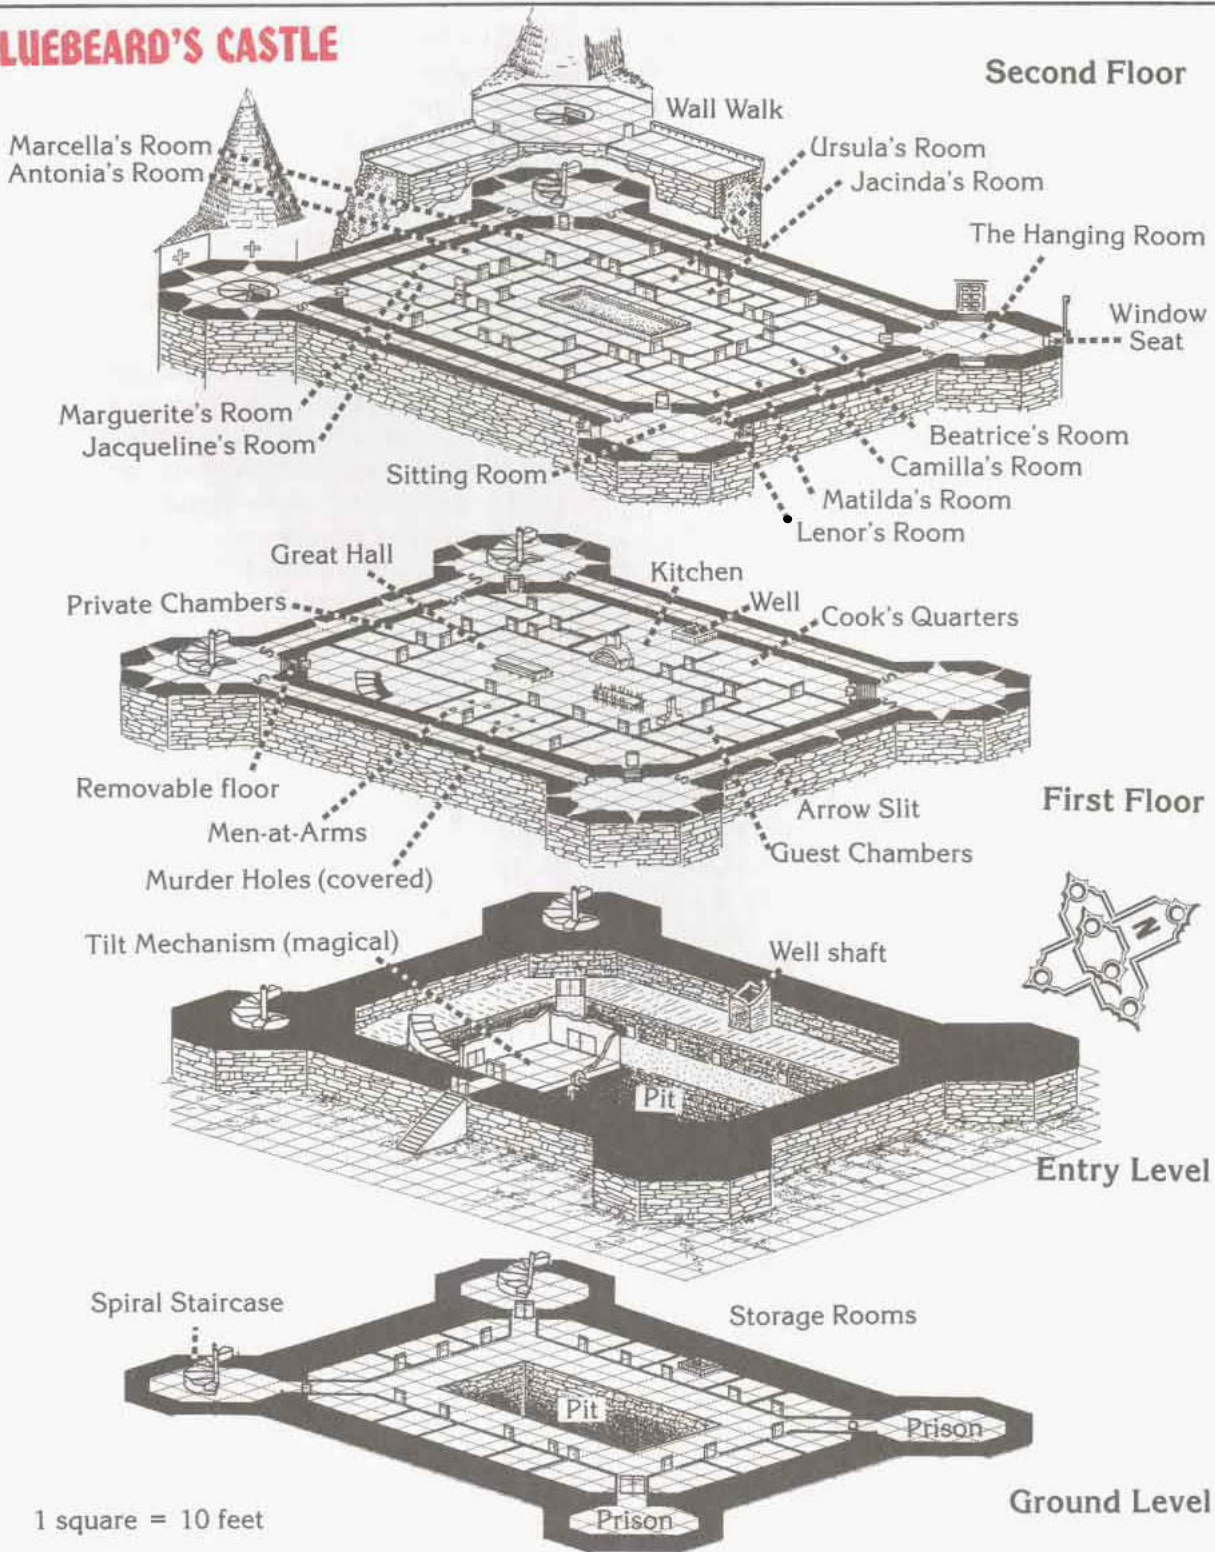 LUEBEARD'S CASTLE
Second Floor
Wall Walk
Marcella's Room
Antonia's Room
Ursula's Room
Jacinda's Room
The Hanging Room
Window
Seat
Marguerite's Room
Jacqueline's Room
Sitting Room
Beatrice's Room
Camilla's Room
Matilda's Room
Lenor's Room
Great Hall
Kitchen
Private Chambers
Well
Cook's Quarters
Removable floor
Men-at-Arms
Murder Holes (covered)
Arrow Slit
Guest Chambers
First Floor
N
Tilt Mechanism (magical)
Well shaft
Pit
Entry Level
Spiral Staircase
Storage Rooms
Pit
Prison
Prison
Ground Level
1 square = 10 feet